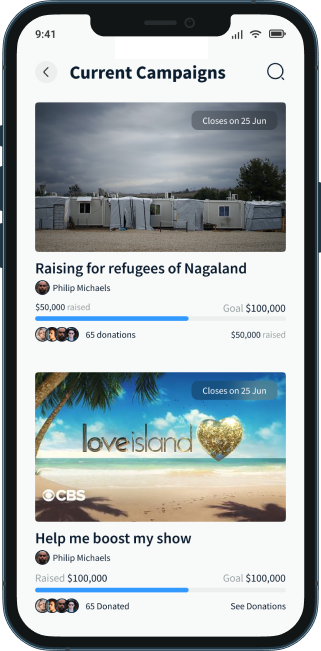 9:41
Current Campaigns
Closes on 25 Jun
Raising for refugees of Nagaland
Philip Michaels
$50,000 raised Goal $100,000
65 donations $50,000 raised
Closes on 25 Jun
loveisland
CBS
Help me boost my show
Philip Michaels
Raised $100,000 Goal $100,000
65 Donated See Donations